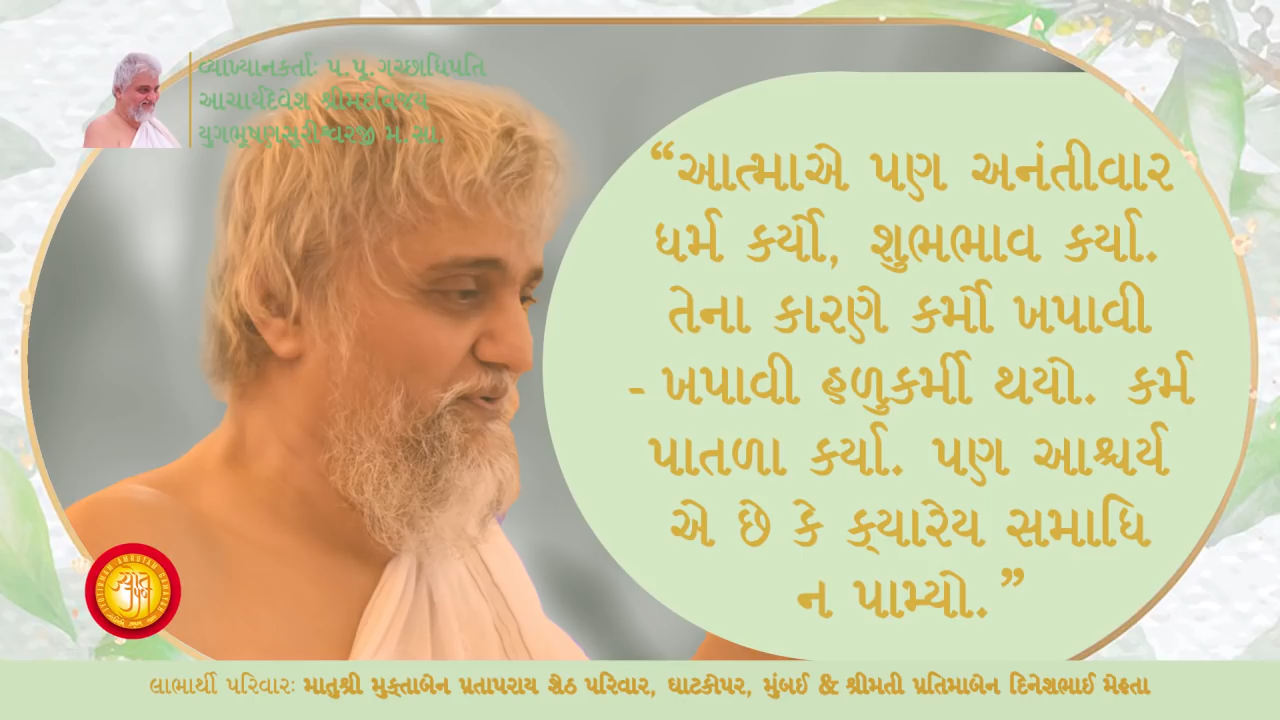 વ્યાખ્યાનકર્તાઃ પ.પૂ.ગચ્છાધિપતિ
આચાર્યદેવેશ શ્રીમદ્વિજય
યુગભૂષણસૂરીશ્વરજી મ.સા.
“આત્માએ પણ અનંતીવાર
ધર્મ કર્યો, શુભભાવ કર્યા.
તેના કારણે કર્મો ખપાવી
- ખપાવી હળુકર્મી થયો. કર્મ
પાતળા કર્યા. પણ આશ્ચર્ય
એ છે કે ક્યારેય સમાધિ
ન પામ્યો.”
જ્યોત
લાભાર્થી પરિવારઃ માતુશ્રી મુક્તાબેન પ્રતાપરાય શેઠ પરિવાર, ઘાટકોપર, મુંબઈ & શ્રીમતી પ્રતિમાબેન દિનેશભાઈ મેહતા